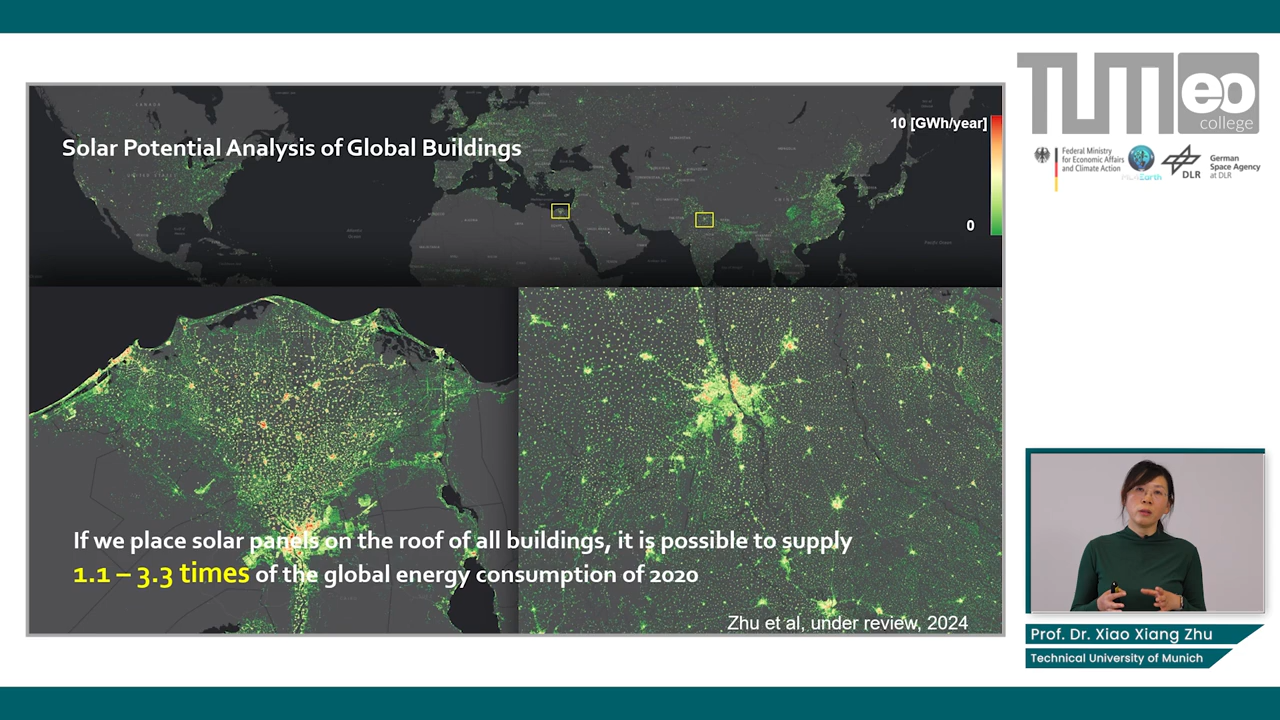 Solar Potential Analysis of Global Buildings
10 [GWh/year]
0
If we place solar panels on the roof of all buildings, it is possible to supply
1.1 – 3.3 times of the global energy consumption of 2020
Zhu et al, under review, 2024
TUM eo
college
Federal Ministry
for Economic Affairs
and Climate Action
ML4Earth
DLR
German
Space Agency
at DLR
Prof. Dr. Xiao Xiang Zhu
Technical University of Munich